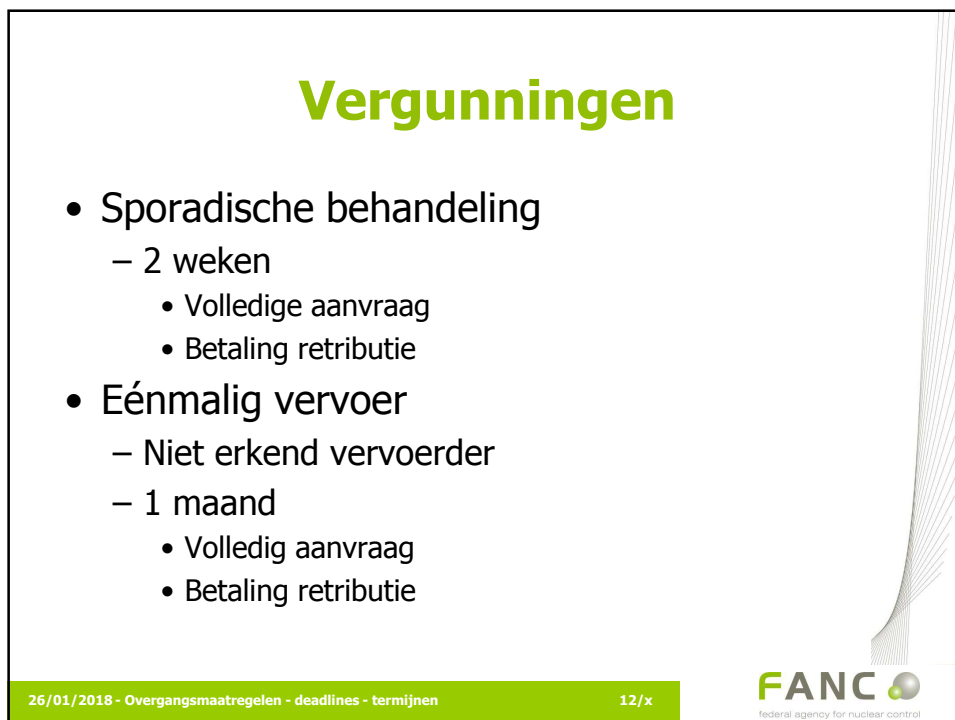 Vergunningen
• Sporadische behandeling
– 2 weken
• Volledige aanvraag
• Betaling retributie
• Eénmalig vervoer
– Niet erkend vervoerder
– 1 maand
• Volledig aanvraag
• Betaling retributie
26/01/2018 - Overgangsmaatregelen - deadlines - termijnen 12/x
FANC
federal agency for nuclear control